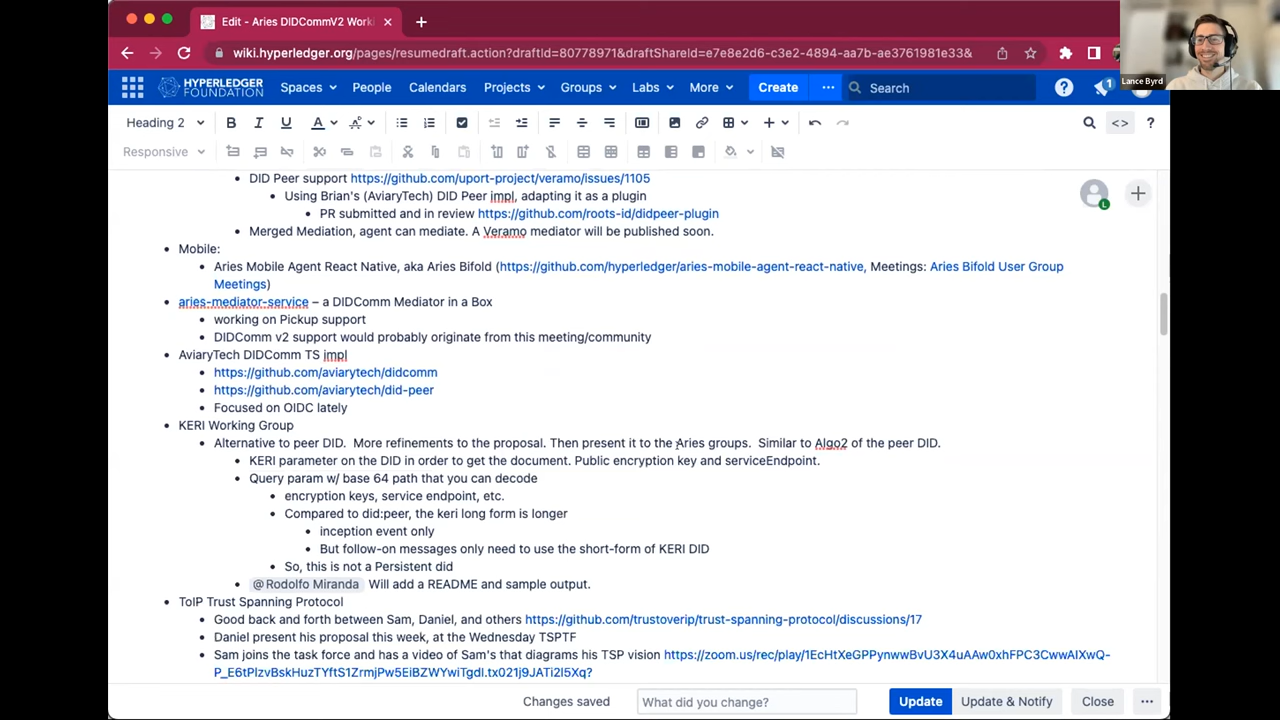 Edit - Aries DIDCommV2 Worki
wiki.hyperledger.org/pages/resumedraft.action?draftId=80778971&draftShareId=e7e8e2d6-c3e2-4894-aa7b-ae3761981e33&
Lance Byrd
HYPERLEDGER FOUNDATION Spaces People Calendars Projects Groups Labs More Create Search 1
Heading 2 B I U A
Responsive
DID Peer support https://github.com/uport-project/veramo/issues/1105
Using Brian's (AviaryTech) DID Peer impl, adapting it as a plugin
PR submitted and in review https://github.com/roots-id/didpeer-plugin
Merged Mediation, agent can mediate. A Veramo mediator will be published soon.
Mobile:
Aries Mobile Agent React Native, aka Aries Bifold (https://github.com/hyperledger/aries-mobile-agent-react-native, Meetings: Aries Bifold User Group
Meetings)
aries-mediator-service – a DIDComm Mediator in a Box
working on Pickup support
DIDComm v2 support would probably originate from this meeting/community
AviaryTech DIDComm TS impl
https://github.com/aviarytech/didcomm
https://github.com/aviarytech/did-peer
Focused on OIDC lately
KERI Working Group
Alternative to peer DID. More refinements to the proposal. Then present it to the Aries groups. Similar to Algo2 of the peer DID.
KERI parameter on the DID in order to get the document. Public encryption key and serviceEndpoint.
Query param w/ base 64 path that you can decode
encryption keys, service endpoint, etc.
Compared to did:peer, the keri long form is longer
inception event only
But follow-on messages only need to use the short-form of KERI DID
So, this is not a Persistent did
@Rodolfo Miranda Will add a README and sample output.
ToIP Trust Spanning Protocol
Good back and forth between Sam, Daniel, and others https://github.com/trustoverip/trust-spanning-protocol/discussions/17
Daniel present his proposal this week, at the Wednesday TSPTF
Sam joins the task force and has a video of Sam's that diagrams his TSP vision https://zoom.us/rec/play/1EcHtXeGPPynwwBvU3X4uAAw0xhFPC3CwwAIXwQ-
P_E6tPIzvBskHuzTYftS1ZrmjPw5EiBZWYwiTgdI.tx021j9JATi2I5Xq?
Changes saved What did you change? Update Update & Notify Close